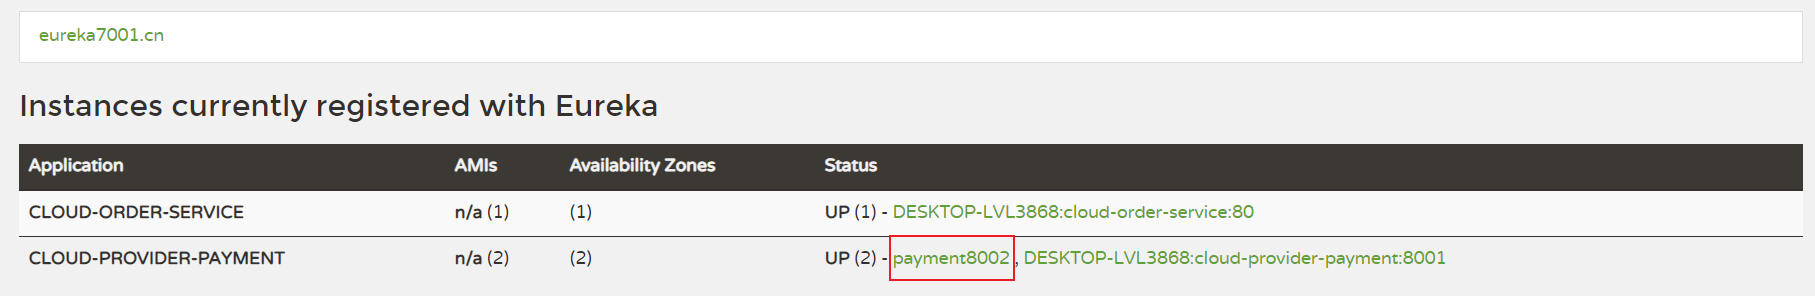 eureka7001.cn
Instances currently registered with Eureka
Application AMIs Availability Zones Status
CLOUD-ORDER-SERVICE n/a (1) (1) UP (1) - DESKTOP-LVL3868:cloud-order-service:80
CLOUD-PROVIDER-PAYMENT n/a (2) (2) UP (2) - payment8002 , DESKTOP-LVL3868:cloud-provider-payment:8001